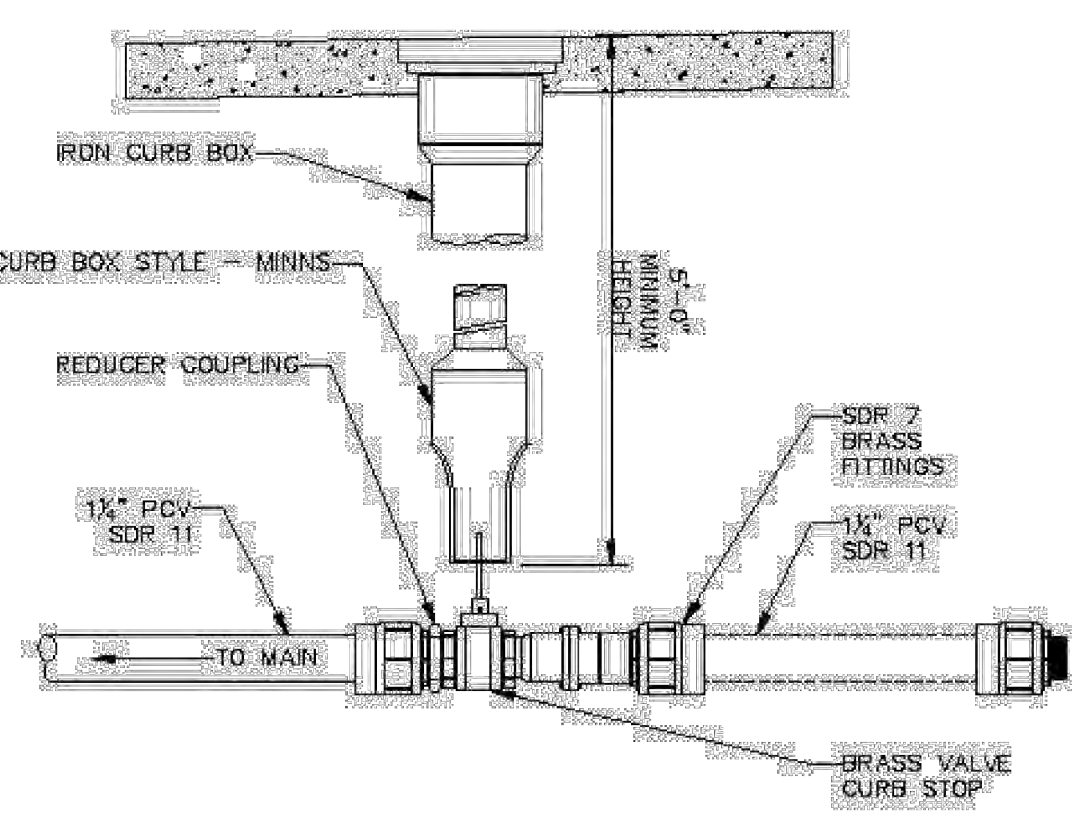 IRON CURB BOX
CURB BOX STYLE – MINNS
5'-0"
MINIMUM
HEIGHT
REDUCER COUPLING
SDR 7
BRASS
FITTINGS
1¼" PCV
SDR 11
1¼" PCV
SDR 11
TO MAIN
BRASS VALVE
CURB STOP